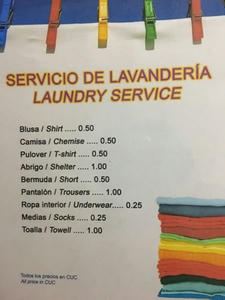 SERVICIO DE LAVANDERÍA
LAUNDRY SERVICE
Blusa / Shirt ..... 0.50
Camisa / Chemise ..... 0.50
Pulover / T-shirt ..... 0.50
Abrigo / Shelter ..... 1.00
Bermuda / Short ..... 0.50
Pantalón / Trousers ..... 1.00
Ropa interior / Underwear..... 0.25
Medias / Socks ..... 0.25
Toalla / Towell ..... 1.00
Todos los precios en CUC
All price in CUC